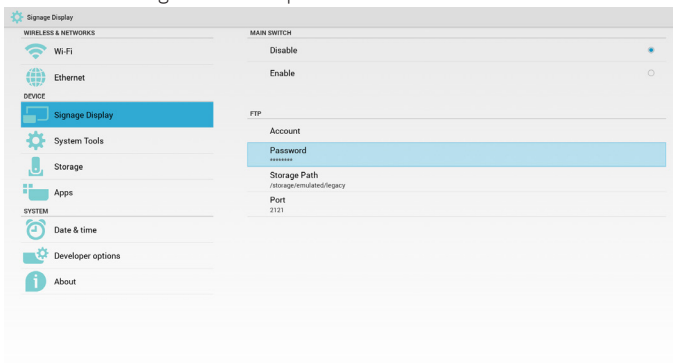 Signage Display
WIRELESS & NETWORKS
Wi-Fi
Ethernet
DEVICE
Signage Display
System Tools
Storage
Apps
SYSTEM
Date & time
Developer options
About
MAIN SWITCH
Disable
Enable
FTP
Account
Password
********
Storage Path
/storage/emulated/legacy
Port
2121